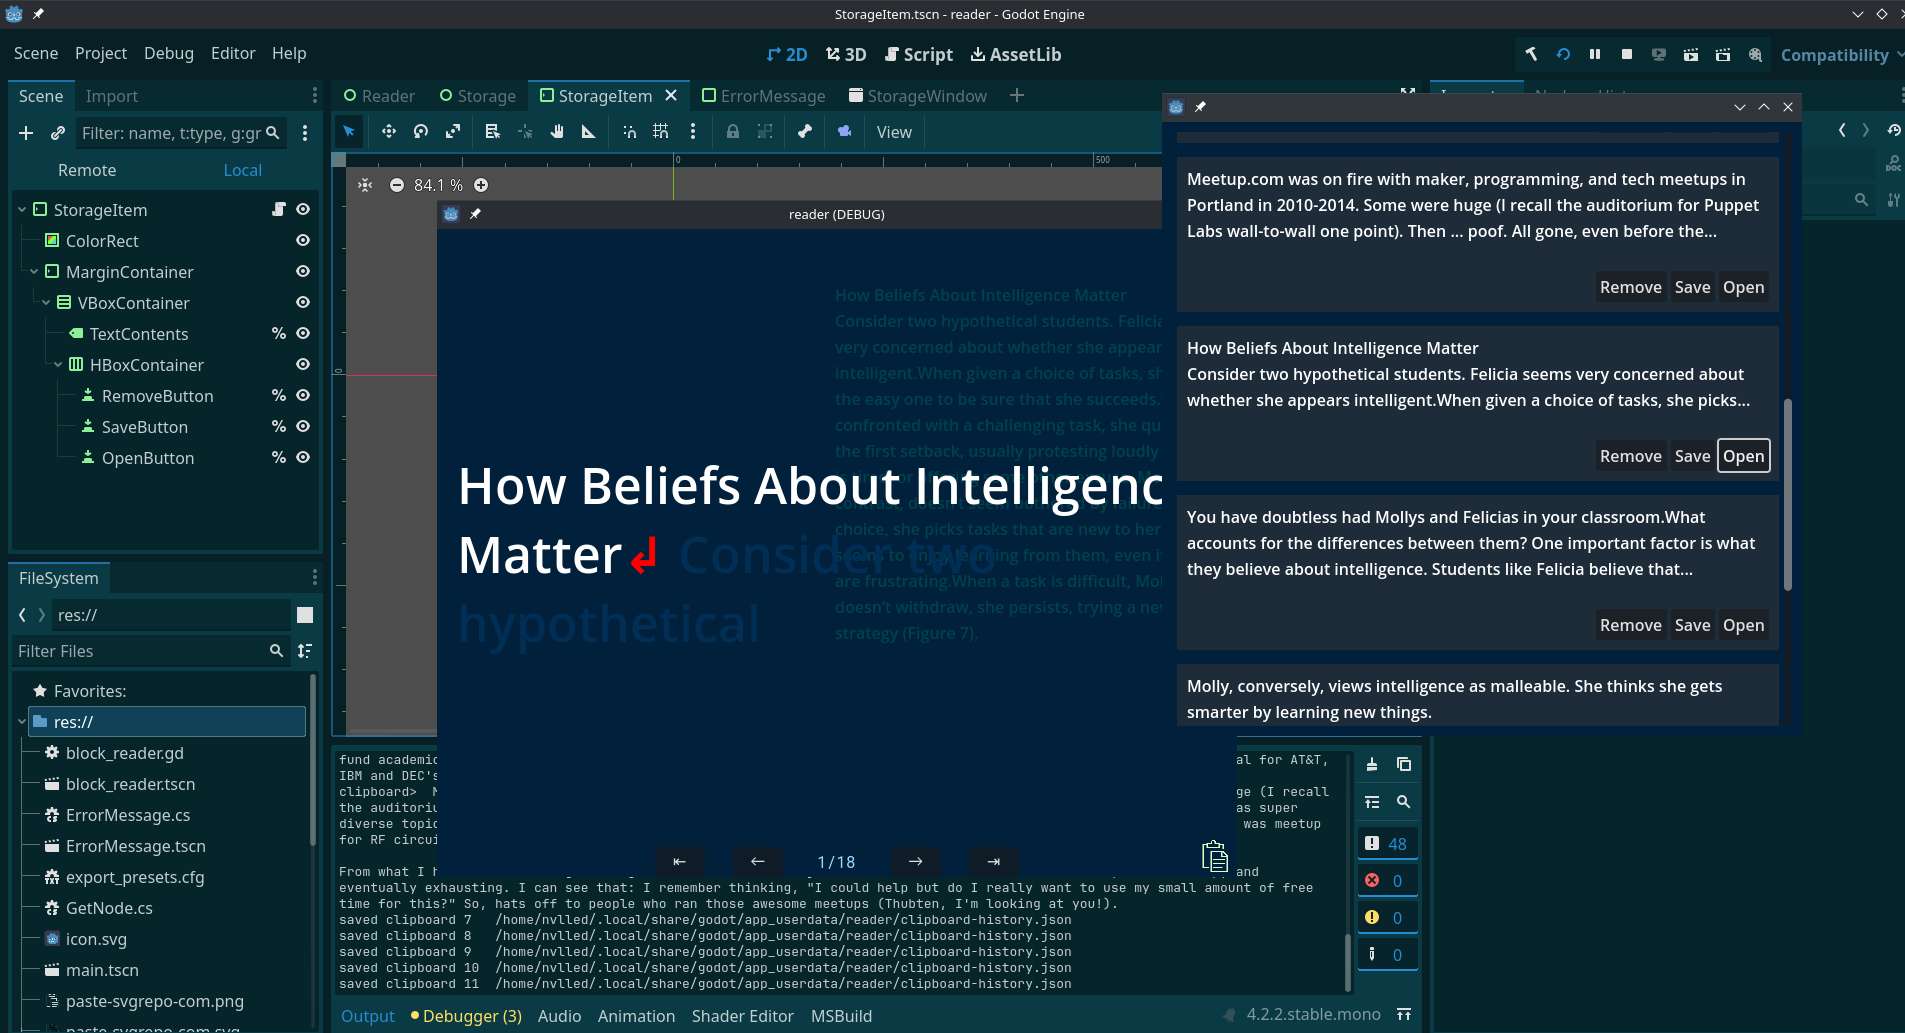 StorageItem.tscn - reader - Godot Engine
Scene Project Debug Editor Help
2D 3D Script AssetLib
Compatibility
Scene Import
Filter: name, t:type, g:gr
Remote Local
StorageItem
ColorRect
MarginContainer
VBoxContainer
TextContents %
HBoxContainer
RemoveButton %
SaveButton %
OpenButton %
FileSystem
res://
Filter Files
Favorites:
res://
block_reader.gd
block_reader.tscn
ErrorMessage.cs
ErrorMessage.tscn
export_presets.cfg
GetNode.cs
icon.svg
main.tscn
paste-svgrepo-com.png
paste-svgrepo-com.svg
Reader Storage StorageItem ErrorMessage StorageWindow
View
0 500
84.1 %
0
reader (DEBUG)
How Beliefs About Intelligence Matter
Consider two hypothetical students. Felicia
very concerned about whether she appear
intelligent.When given a choice of tasks, sh
the easy one to be sure that she succeeds.
confronted with a challenging task, she qu
the first setback, usually protesting loudly
choice, she picks tasks that are new to her
are frustrating.When a task is difficult, Mo
doesn't withdraw, she persists, trying a ne
strategy (Figure 7).
How Beliefs About Intelligenc
Matter↲ Consider two
hypothetical
⇤ ← 1/18 → ⇥
Meetup.com was on fire with maker, programming, and tech meetups in
Portland in 2010-2014. Some were huge (I recall the auditorium for Puppet
Labs wall-to-wall one point). Then ... poof. All gone, even before the...
Remove Save Open
How Beliefs About Intelligence Matter
Consider two hypothetical students. Felicia seems very concerned about
whether she appears intelligent.When given a choice of tasks, she picks...
Remove Save Open
You have doubtless had Mollys and Felicias in your classroom.What
accounts for the differences between them? One important factor is what
they believe about intelligence. Students like Felicia believe that...
Remove Save Open
Molly, conversely, views intelligence as malleable. She thinks she gets
smarter by learning new things.
DOC
fund academic al for AT&T,
IBM and DEC's
clipboard> ge (I recall
the auditoriu as super
diverse topic was meetup
for RF circui
From what I h and
eventually exhausting. I can see that: I remember thinking, "I could help but do I really want to use my small amount of free
time for this?" So, hats off to people who ran those awesome meetups (Thubten, I'm looking at you!).
saved clipboard 7 /home/nvlled/.local/share/godot/app_userdata/reader/clipboard-history.json
saved clipboard 8 /home/nvlled/.local/share/godot/app_userdata/reader/clipboard-history.json
saved clipboard 9 /home/nvlled/.local/share/godot/app_userdata/reader/clipboard-history.json
saved clipboard 10 /home/nvlled/.local/share/godot/app_userdata/reader/clipboard-history.json
saved clipboard 11 /home/nvlled/.local/share/godot/app_userdata/reader/clipboard-history.json
48
0
0
0
Output Debugger (3) Audio Animation Shader Editor MSBuild
4.2.2.stable.mono